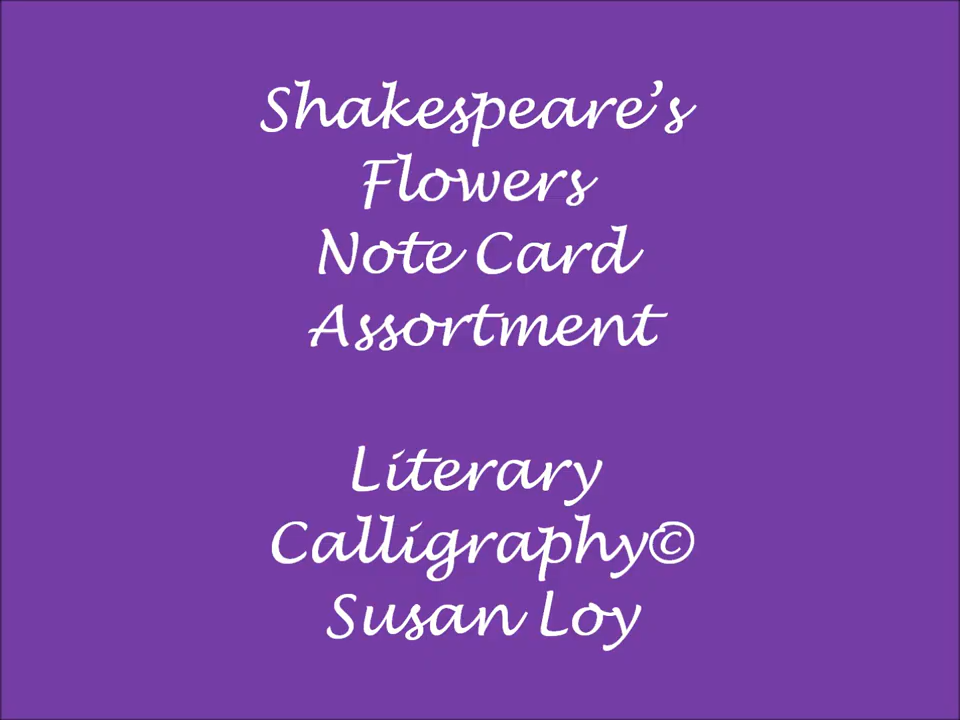 Shakespeare’s
Flowers
Note Card
Assortment
Literary
Calligraphy©
Susan Loy